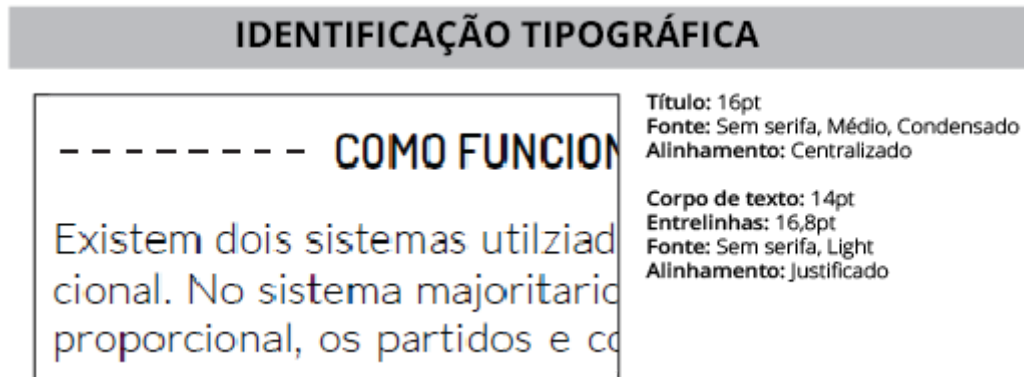 IDENTIFICAÇÃO TIPOGRÁFICA
COMO FUNCION
Existem dois sistemas utilziad
cional. No sistema majoritario
proporcional, os partidos e co
Título: 16pt
Fonte: Sem serifa, Médio, Condensado
Alinhamento: Centralizado
Corpo de texto: 14pt
Entrelinhas: 16,8pt
Fonte: Sem serifa, Light
Alinhamento: Justificado